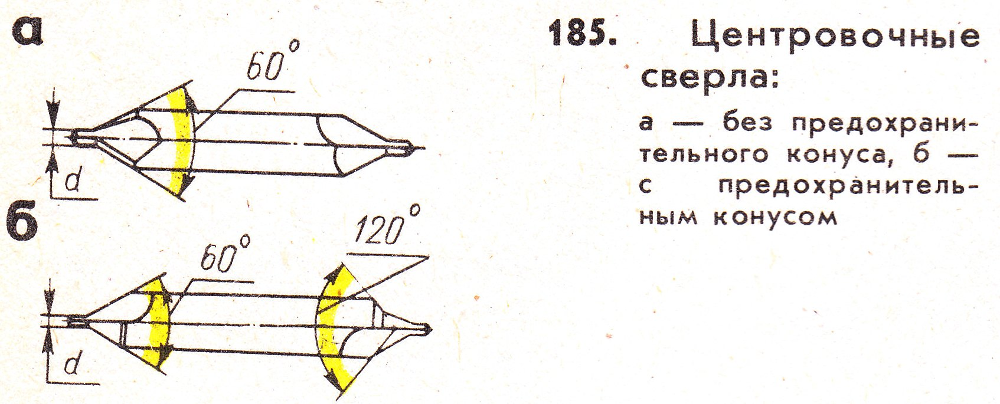 а
60°
d
б
60°
120°
d
185. Центровочные
сверла:
а — без предохрани-
тельного конуса, б —
с предохранитель-
ным конусом